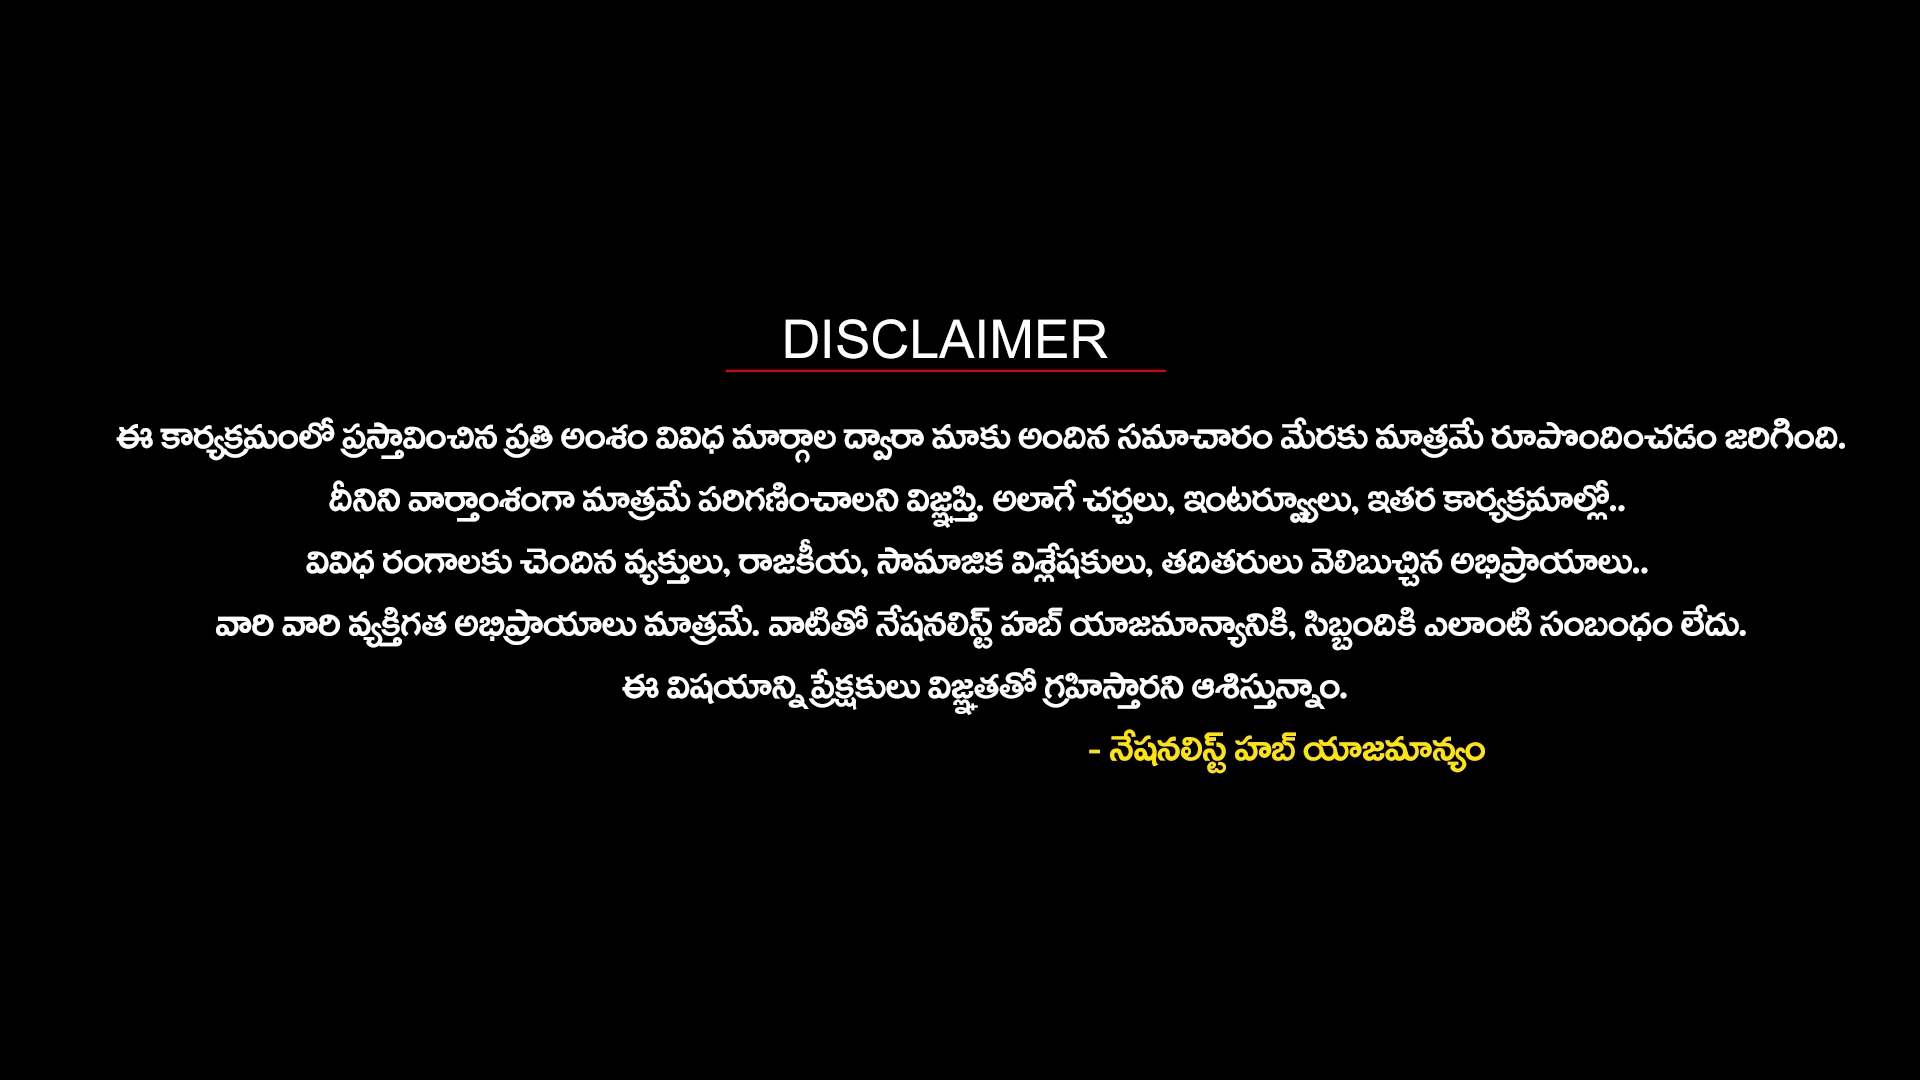 DISCLAIMER
ఈ కార్యక్రమంలో ప్రస్తావించిన ప్రతి అంశం వివిధ మార్గాల ద్వారా మాకు అందిన సమాచారం మేరకు మాత్రమే రూపొందించడం జరిగింది.
దీనిని వార్తాంశంగా మాత్రమే పరిగణించాలని విజ్ఞప్తి. అలాగే చర్చలు, ఇంటర్వ్యూలు, ఇతర కార్యక్రమాల్లో..
వివిధ రంగాలకు చెందిన వ్యక్తులు, రాజకీయ, సామాజిక విశ్లేషకులు, తదితరులు వెలిబుచ్చిన అభిప్రాయాలు..
వారి వారి వ్యక్తిగత అభిప్రాయాలు మాత్రమే. వాటితో నేషనలిస్ట్ హబ్ యాజమాన్యానికి, సిబ్బందికి ఎలాంటి సంబంధం లేదు.
ఈ విషయాన్ని ప్రేక్షకులు విజ్ఞతతో గ్రహిస్తారని ఆశిస్తున్నాం.
- నేషనలిస్ట్ హబ్ యాజమాన్యం